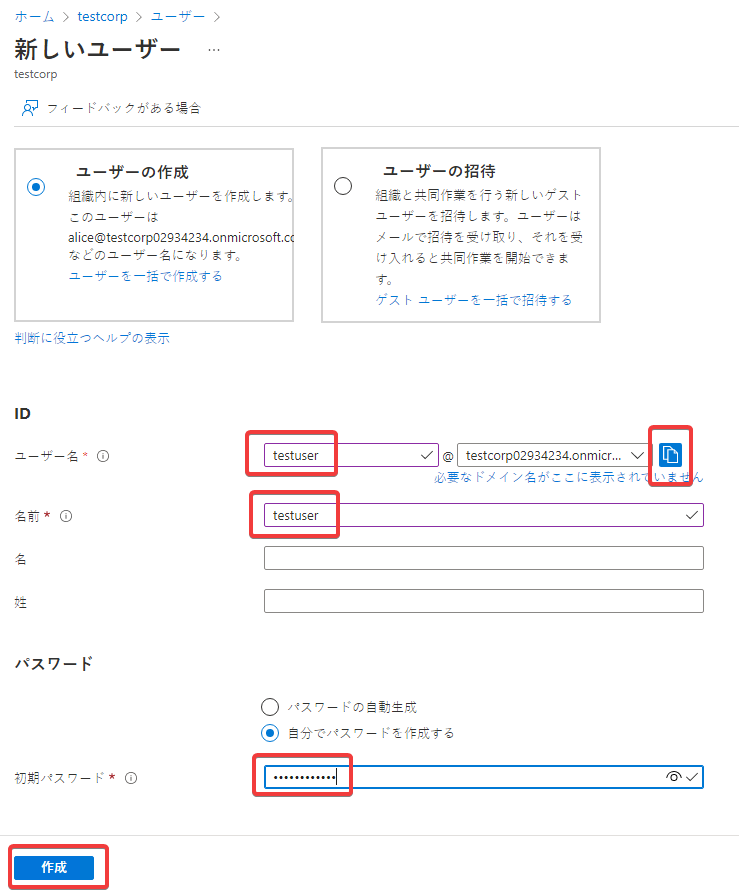 ホーム > testcorp > ユーザー >
新しいユーザー ...
testcorp
フィードバックがある場合
ユーザーの作成
組織内に新しいユーザーを作成します。
このユーザーは
alice@testcorp02934234.onmicrosoft.cc
などのユーザー名になります。
ユーザーを一括で作成する
ユーザーの招待
組織と共同作業を行う新しいゲスト
ユーザーを招待します。ユーザーは
メールで招待を受け取り、それを受
け入れると共同作業を開始できま
す。
ゲスト ユーザーを一括で招待する
判断に役立つヘルプの表示
ID
ユーザー名 * testuser @ testcorp02934234.onmicr...
必要なドメイン名がここに表示されていません
名前 * testuser
名
姓
パスワード
パスワードの自動生成
自分でパスワードを作成する
初期パスワード * ••••••••••••
作成